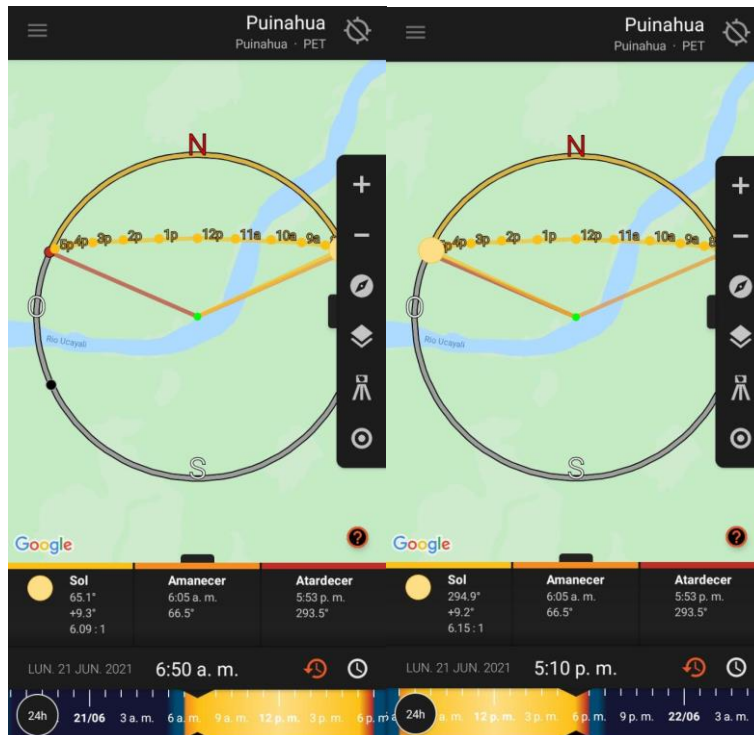 Puinahua
Puinahua · PET
N
5p 4p 3p 2p 1p 12p 11a 10a 9a
O
Río Ucayali
S
Google
?
Sol
65.1°
+9.3°
6.09 : 1
Amanecer
6:05 a. m.
66.5°
Atardecer
5:53 p. m.
293.5°
LUN. 21 JUN. 2021
6:50 a. m.
24h
21/06 3 a. m. 6 a. m. 9 a. m. 12 p. m. 3 p. m. 6 p. m.
Puinahua
Puinahua · PET
N
4p 3p 2p 1p 12p 11a 10a 9a
O
Río Ucayali
S
Google
?
Sol
294.9°
+9.2°
6.15 : 1
Amanecer
6:05 a. m.
66.5°
Atardecer
5:53 p. m.
293.5°
LUN. 21 JUN. 2021
5:10 p. m.
24h
9 a. m. 12 p. m. 3 p. m. 6 p. m. 9 p. m. 22/06 3 a. m.